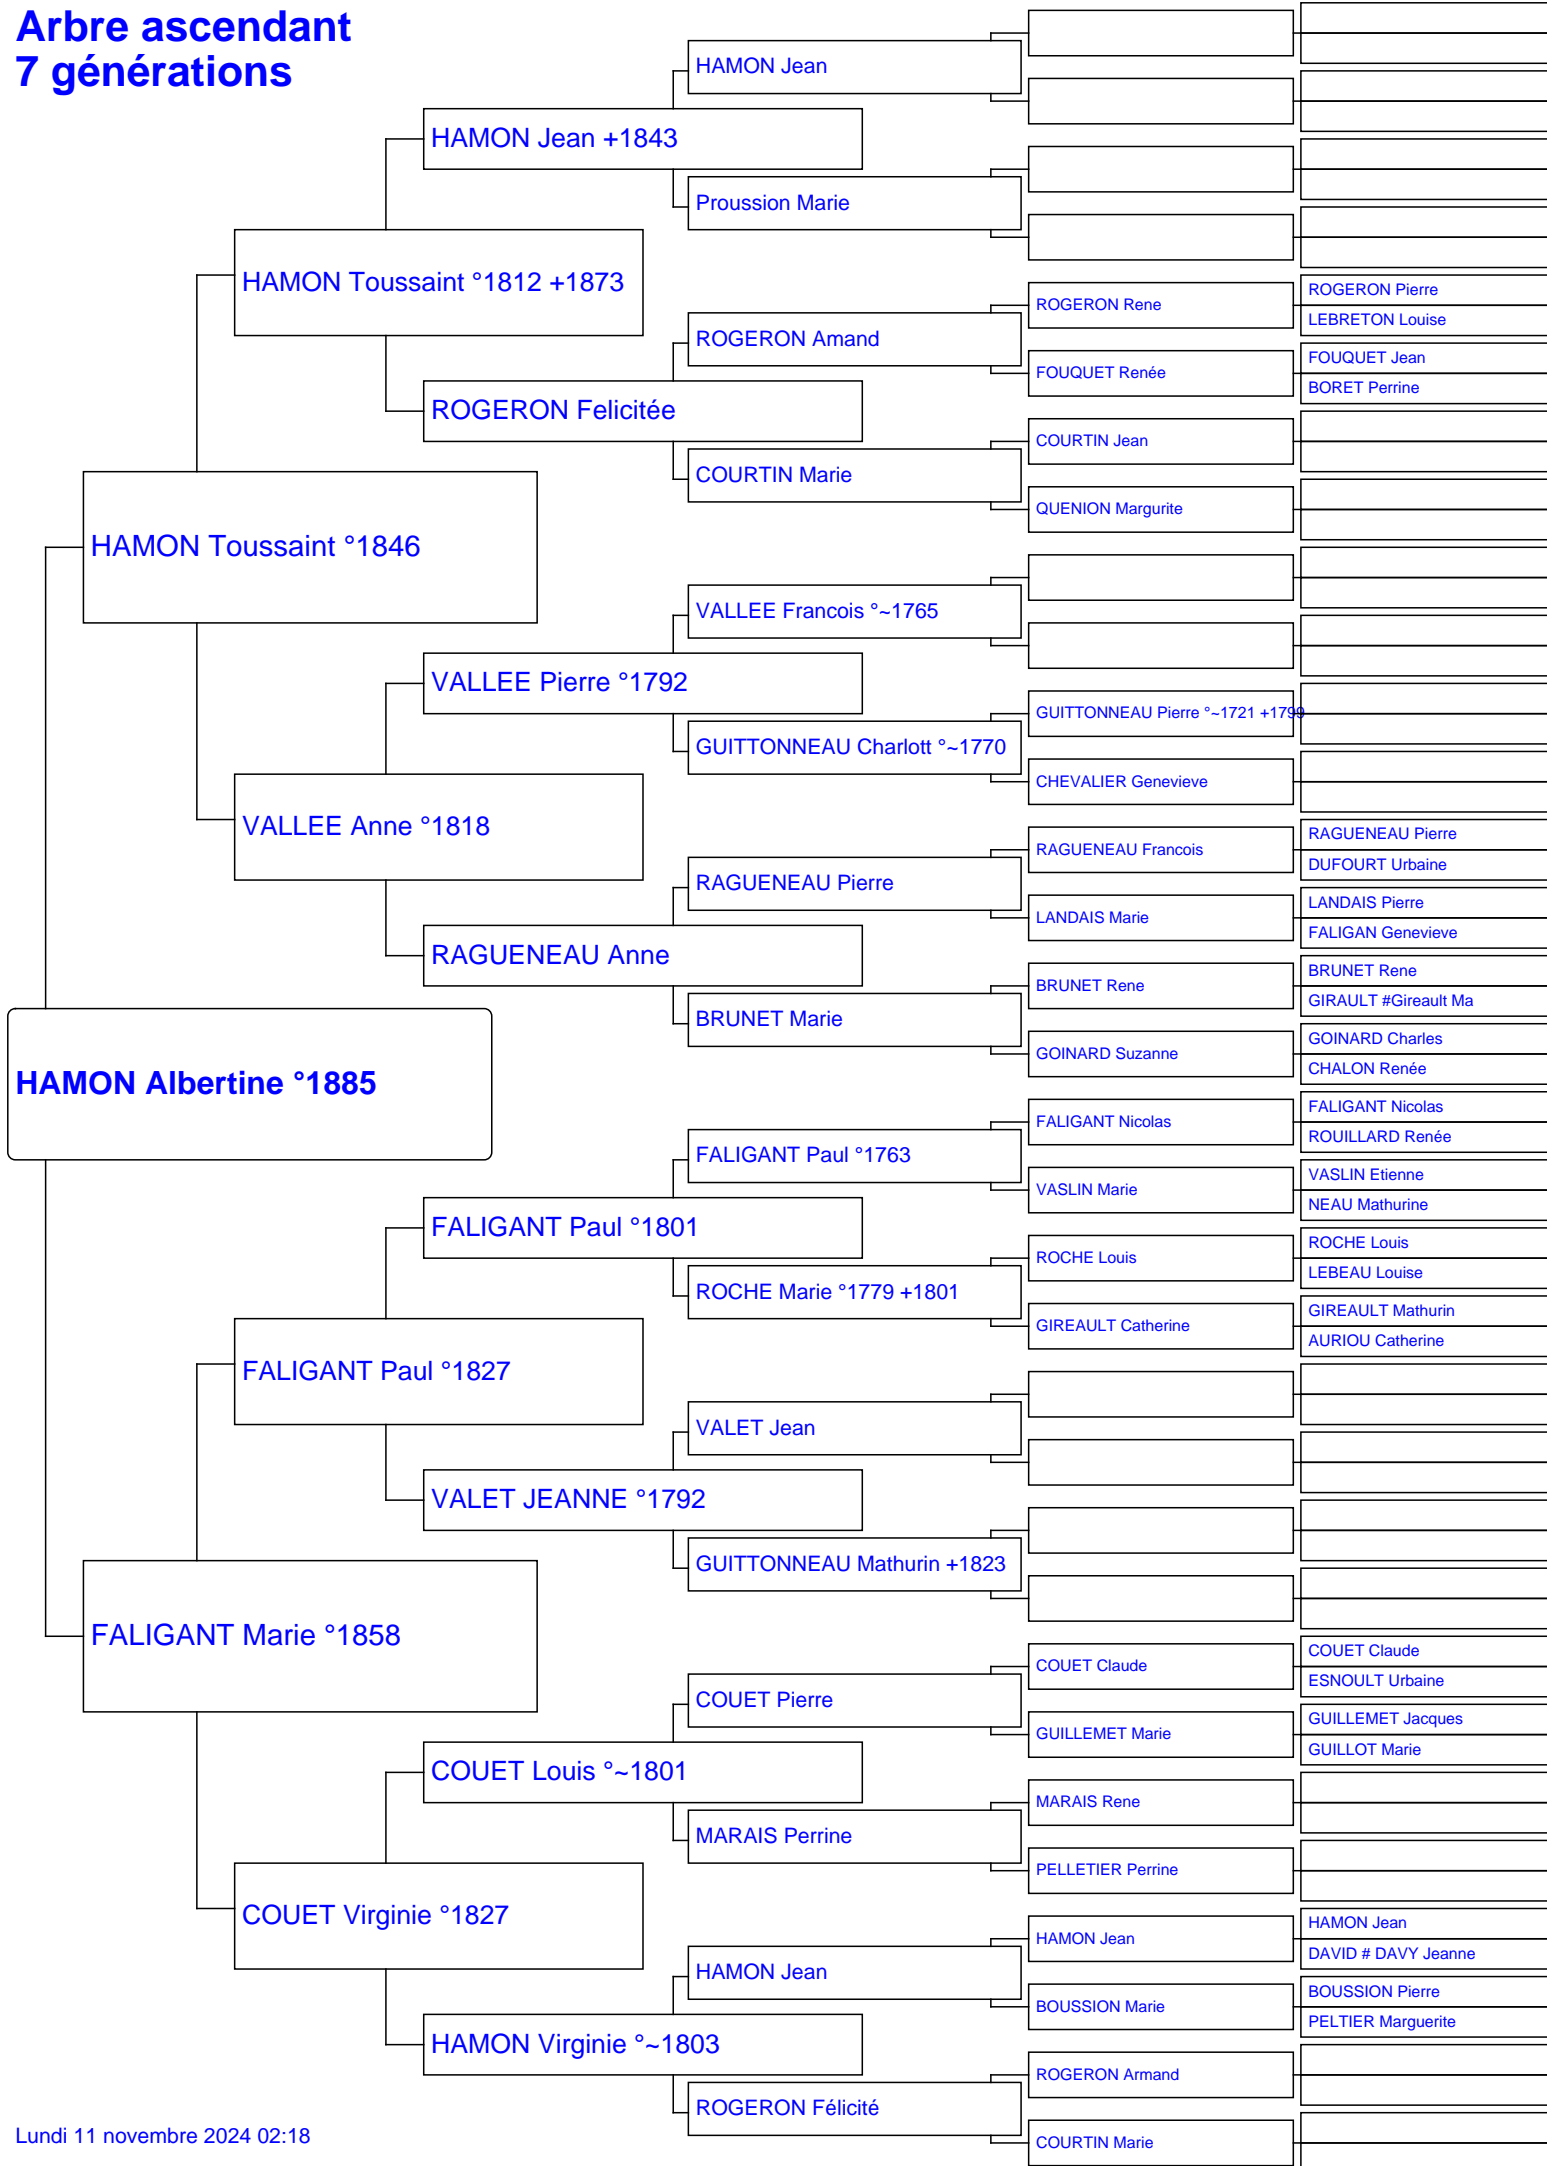 Arbre ascendant
7 générations
HAMON Jean
HAMON Jean +1843
Proussion Marie
HAMON Toussaint °1812 +1873
ROGERON Pierre
ROGERON Rene
LEBRETON Louise
ROGERON Amand
FOUQUET Jean
FOUQUET Renée
BORET Perrine
ROGERON Felicitée
COURTIN Jean
COURTIN Marie
QUENION Margurite
HAMON Toussaint °1846
VALLEE Francois °~1765
VALLEE Pierre °1792
GUITTONNEAU Pierre °~1721 +1799
GUITTONNEAU Charlott °~1770
CHEVALIER Genevieve
VALLEE Anne °1818
RAGUENEAU Pierre
RAGUENEAU Francois
DUFOURT Urbaine
RAGUENEAU Pierre
LANDAIS Pierre
LANDAIS Marie
FALIGAN Genevieve
RAGUENEAU Anne
BRUNET Rene
BRUNET Rene
GIRAULT #Gireault Ma
BRUNET Marie
GOINARD Charles
GOINARD Suzanne
CHALON Renée
HAMON Albertine °1885
FALIGANT Nicolas
FALIGANT Nicolas
ROUILLARD Renée
FALIGANT Paul °1763
VASLIN Etienne
VASLIN Marie
NEAU Mathurine
FALIGANT Paul °1801
ROCHE Louis
ROCHE Louis
LEBEAU Louise
ROCHE Marie °1779 +1801
GIREAULT Mathurin
GIREAULT Catherine
AURIOU Catherine
FALIGANT Paul °1827
VALET Jean
VALET JEANNE °1792
GUITTONNEAU Mathurin +1823
FALIGANT Marie °1858
COUET Claude
COUET Claude
ESNOULT Urbaine
COUET Pierre
GUILLEMET Jacques
GUILLEMET Marie
GUILLOT Marie
COUET Louis °~1801
MARAIS Rene
MARAIS Perrine
PELLETIER Perrine
COUET Virginie °1827
HAMON Jean
HAMON Jean
DAVID # DAVY Jeanne
HAMON Jean
BOUSSION Pierre
BOUSSION Marie
PELTIER Marguerite
HAMON Virginie °~1803
ROGERON Armand
ROGERON Félicité
COURTIN Marie
Lundi 11 novembre 2024 02:18